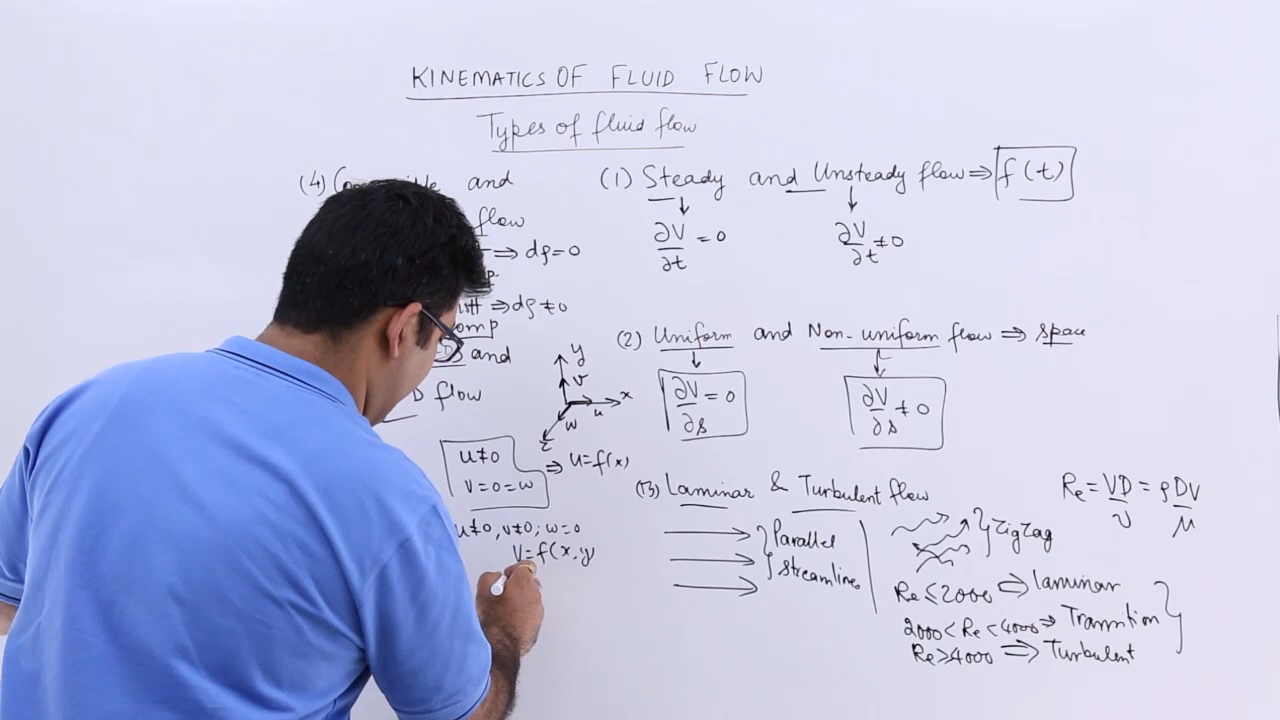 KINEMATICS OF FLUID FLOW
Types of fluid flow
(4) and
flow
⇒ dρ=0
⇒ dρ≠0
comp
and
D flow
y
v
x
u
w
z
u≠0
v=0=w
⇒ u=f(x)
u≠0, v≠0; w=0
V=f(x,y
(1) Steady and Unsteady flow ⇒ f(t)
∂V/∂t = 0
∂V/∂t ≠ 0
(2) Uniform and Non-uniform flow ⇒ space
∂V/∂s = 0
∂V/∂s ≠ 0
(3) Laminar & Turbulent flow
Parallel
streamlines
ZigZag
Re = VD/ν = ρDV/μ
Re ≤ 2000 ⇒ laminar
2000 < Re < 4000 ⇒ Transition
Re > 4000 ⇒ Turbulent